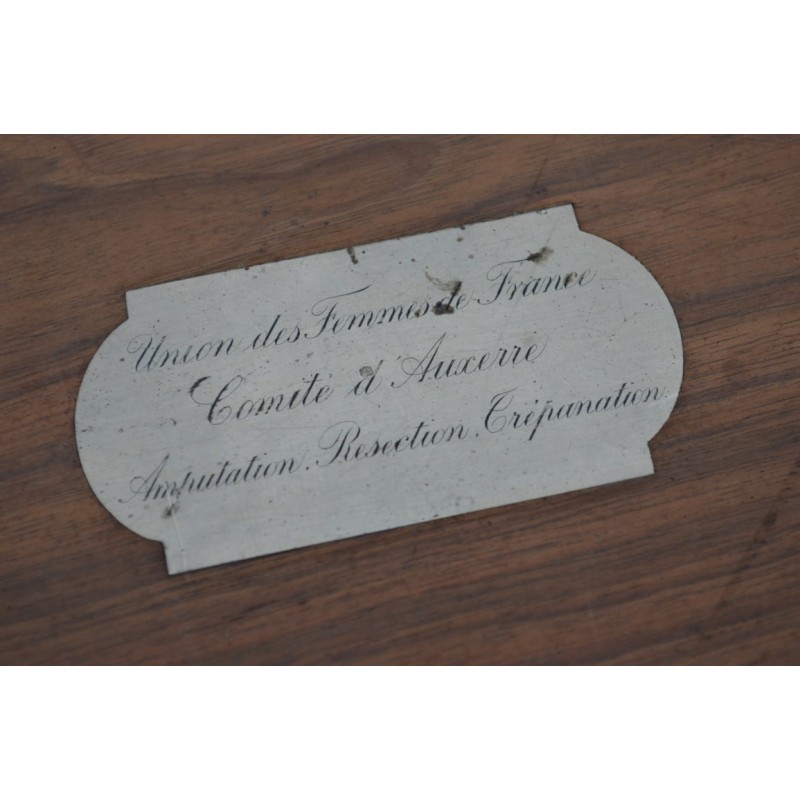 Union des Femmes de France
Comité d'Auxerre
Amputation. Resection. Trépanation.